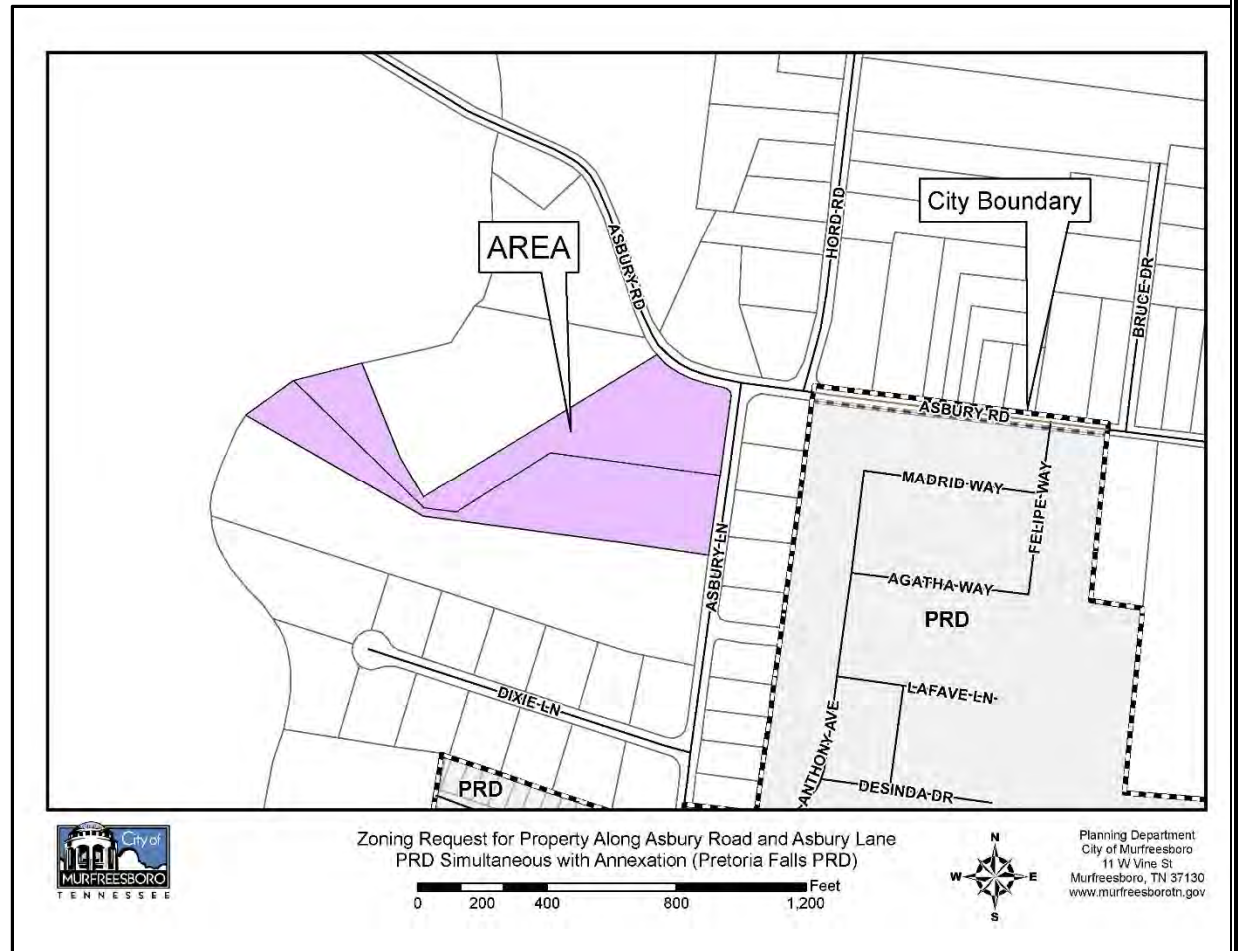 ASBURY RD
HORD RD
City Boundary
AREA
BRUCE DR
ASBURY RD
MADRID WAY
FELIPE WAY
ASBURY LN
AGATHA WAY
PRD
LAFAVE LN
DIXIE LN
ANTHONY AVE
DESINDA DR
PRD
City of
MURFREESBORO
TENNESSEE
Zoning Request for Property Along Asbury Road and Asbury Lane
PRD Simultaneous with Annexation (Pretoria Falls PRD)
Feet
0 200 400 800 1,200
N
W E
S
Planning Department
City of Murfreesboro
11 W Vine St
Murfreesboro, TN 37130
www.murfreesborotn.gov